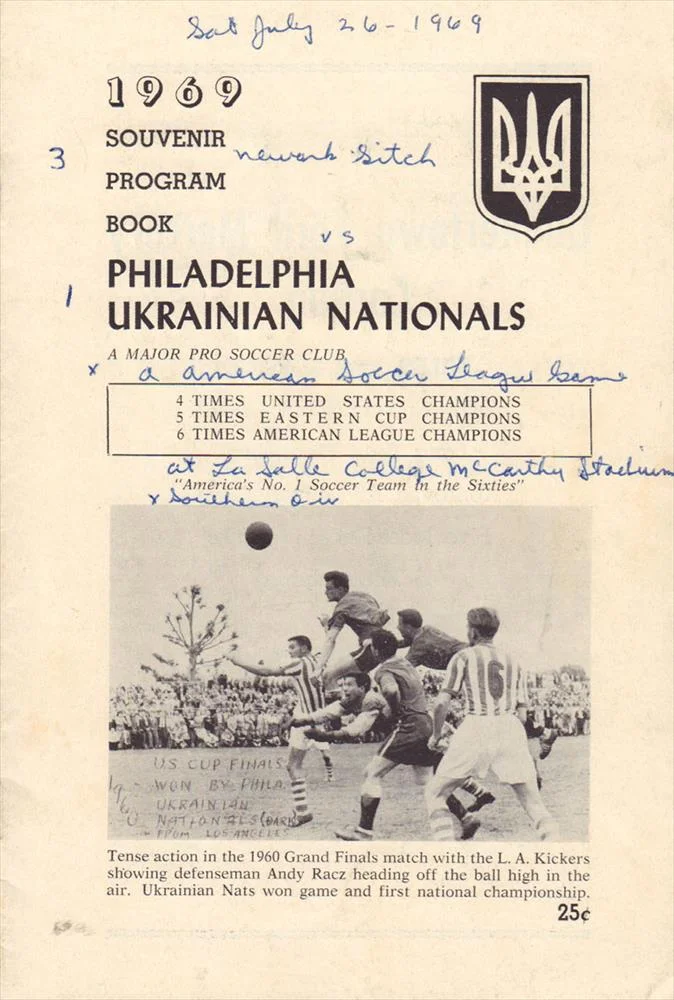 Sat July 26 - 1969
1969
SOUVENIR
3 newark Sitch
PROGRAM
BOOK
vs
PHILADELPHIA
1
UKRAINIAN NATIONALS
A MAJOR PRO SOCCER CLUB
x a american Soccer League Game
4 TIMES UNITED STATES CHAMPIONS
5 TIMES EASTERN CUP CHAMPIONS
6 TIMES AMERICAN LEAGUE CHAMPIONS
at La Salle College McCarthy Stadium
"America's No. 1 Soccer Team in the Sixties"
x Southern Div
6
U.S CUP FINALS
1960 - WON BY PHILA.
UKRAINIAN
NATIONALS (DARK)
FROM LOS ANGELES
Tense action in the 1960 Grand Finals match with the L. A. Kickers
showing defenseman Andy Racz heading off the ball high in the
air. Ukrainian Nats won game and first national championship.
25¢